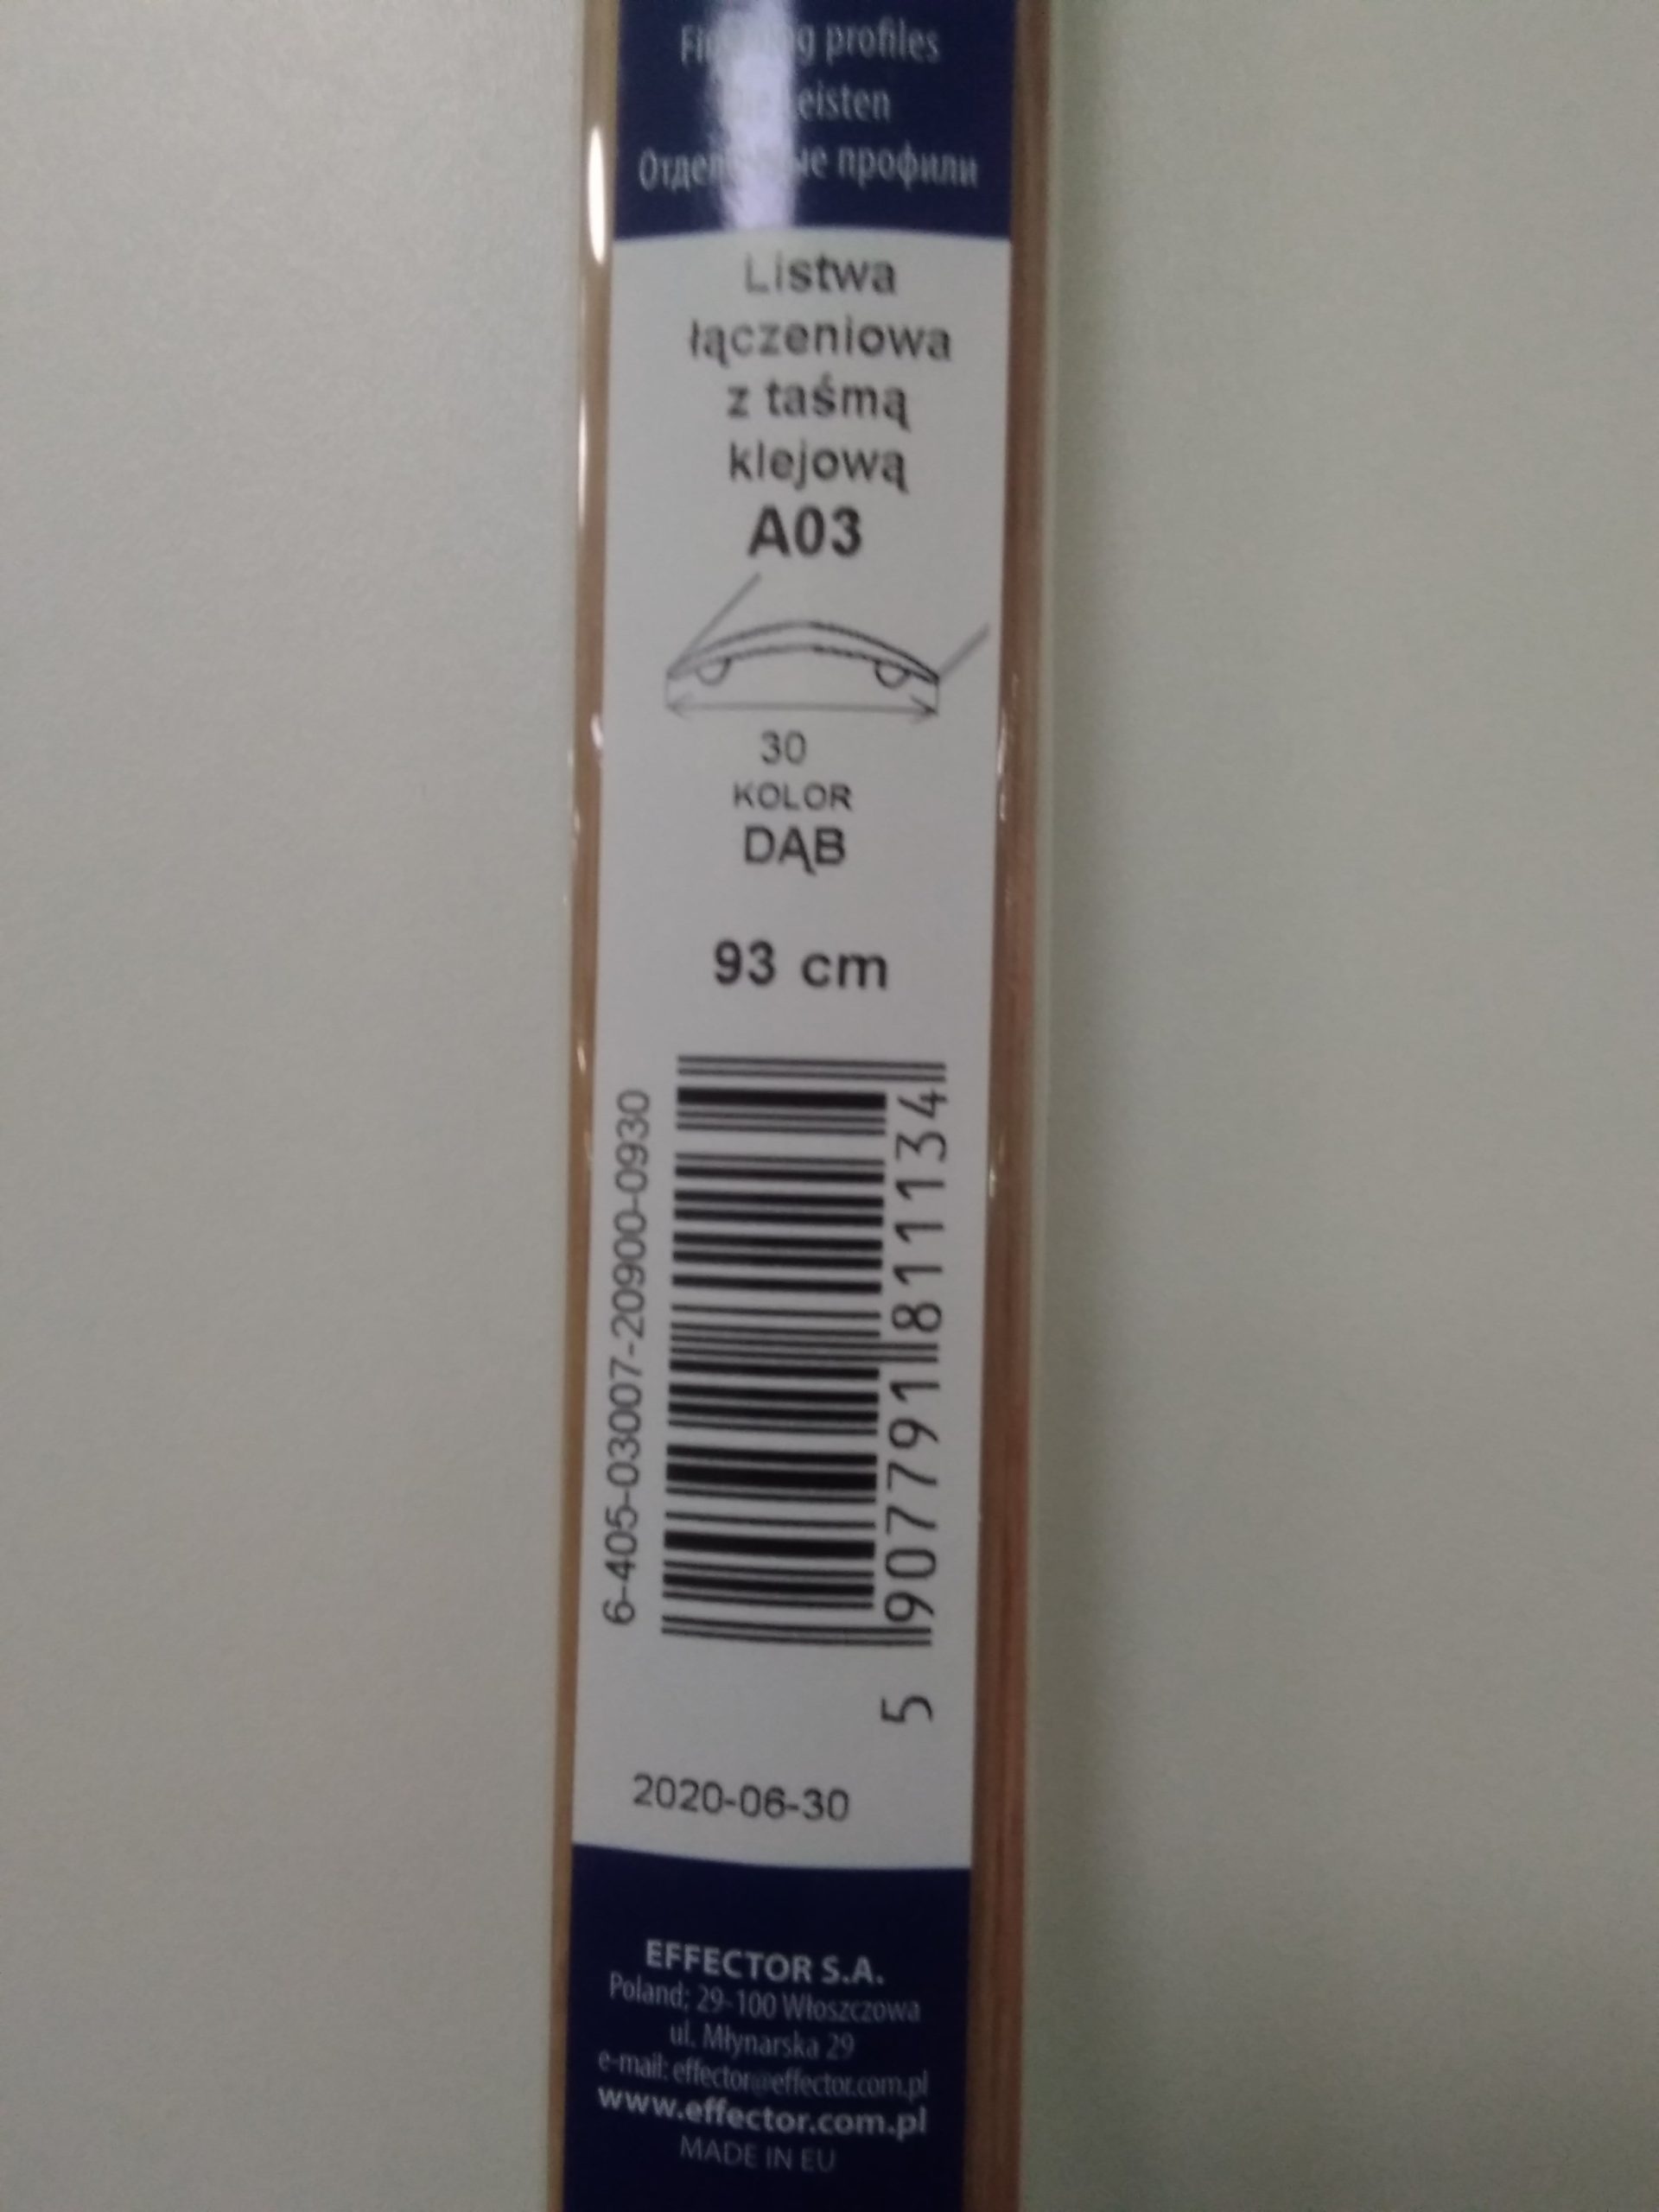 profiles
Отделочные профили
Listwa
łączeniowa
z taśmą
klejową
A03
30
KOLOR
DĄB
93 cm
6-405-03007-20900-0930
5 907791 811134
2020-06-30
EFFECTOR S.A.
Poland; 29-100 Włoszczowa
ul. Młynarska 29
e-mail: effector@effector.com.pl
www.effector.com.pl
MADE IN EU